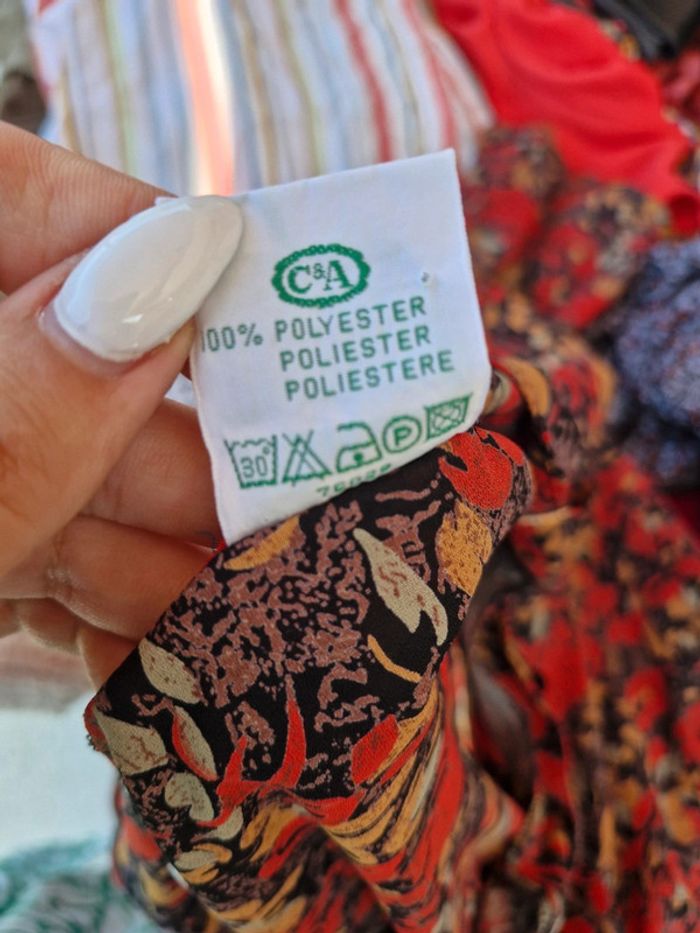 C&A
100% POLYESTER
POLIESTER
POLIESTERE
30°
P